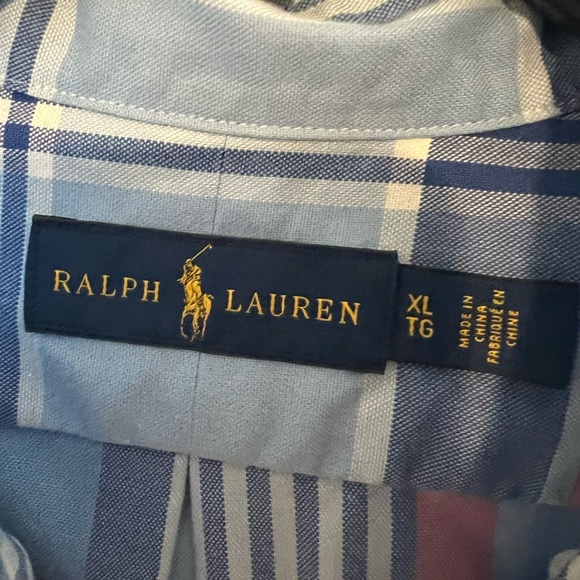 RALPH LAUREN
XL
TG
MADE IN
CHINA
FABRIQUÉ EN
CHINE